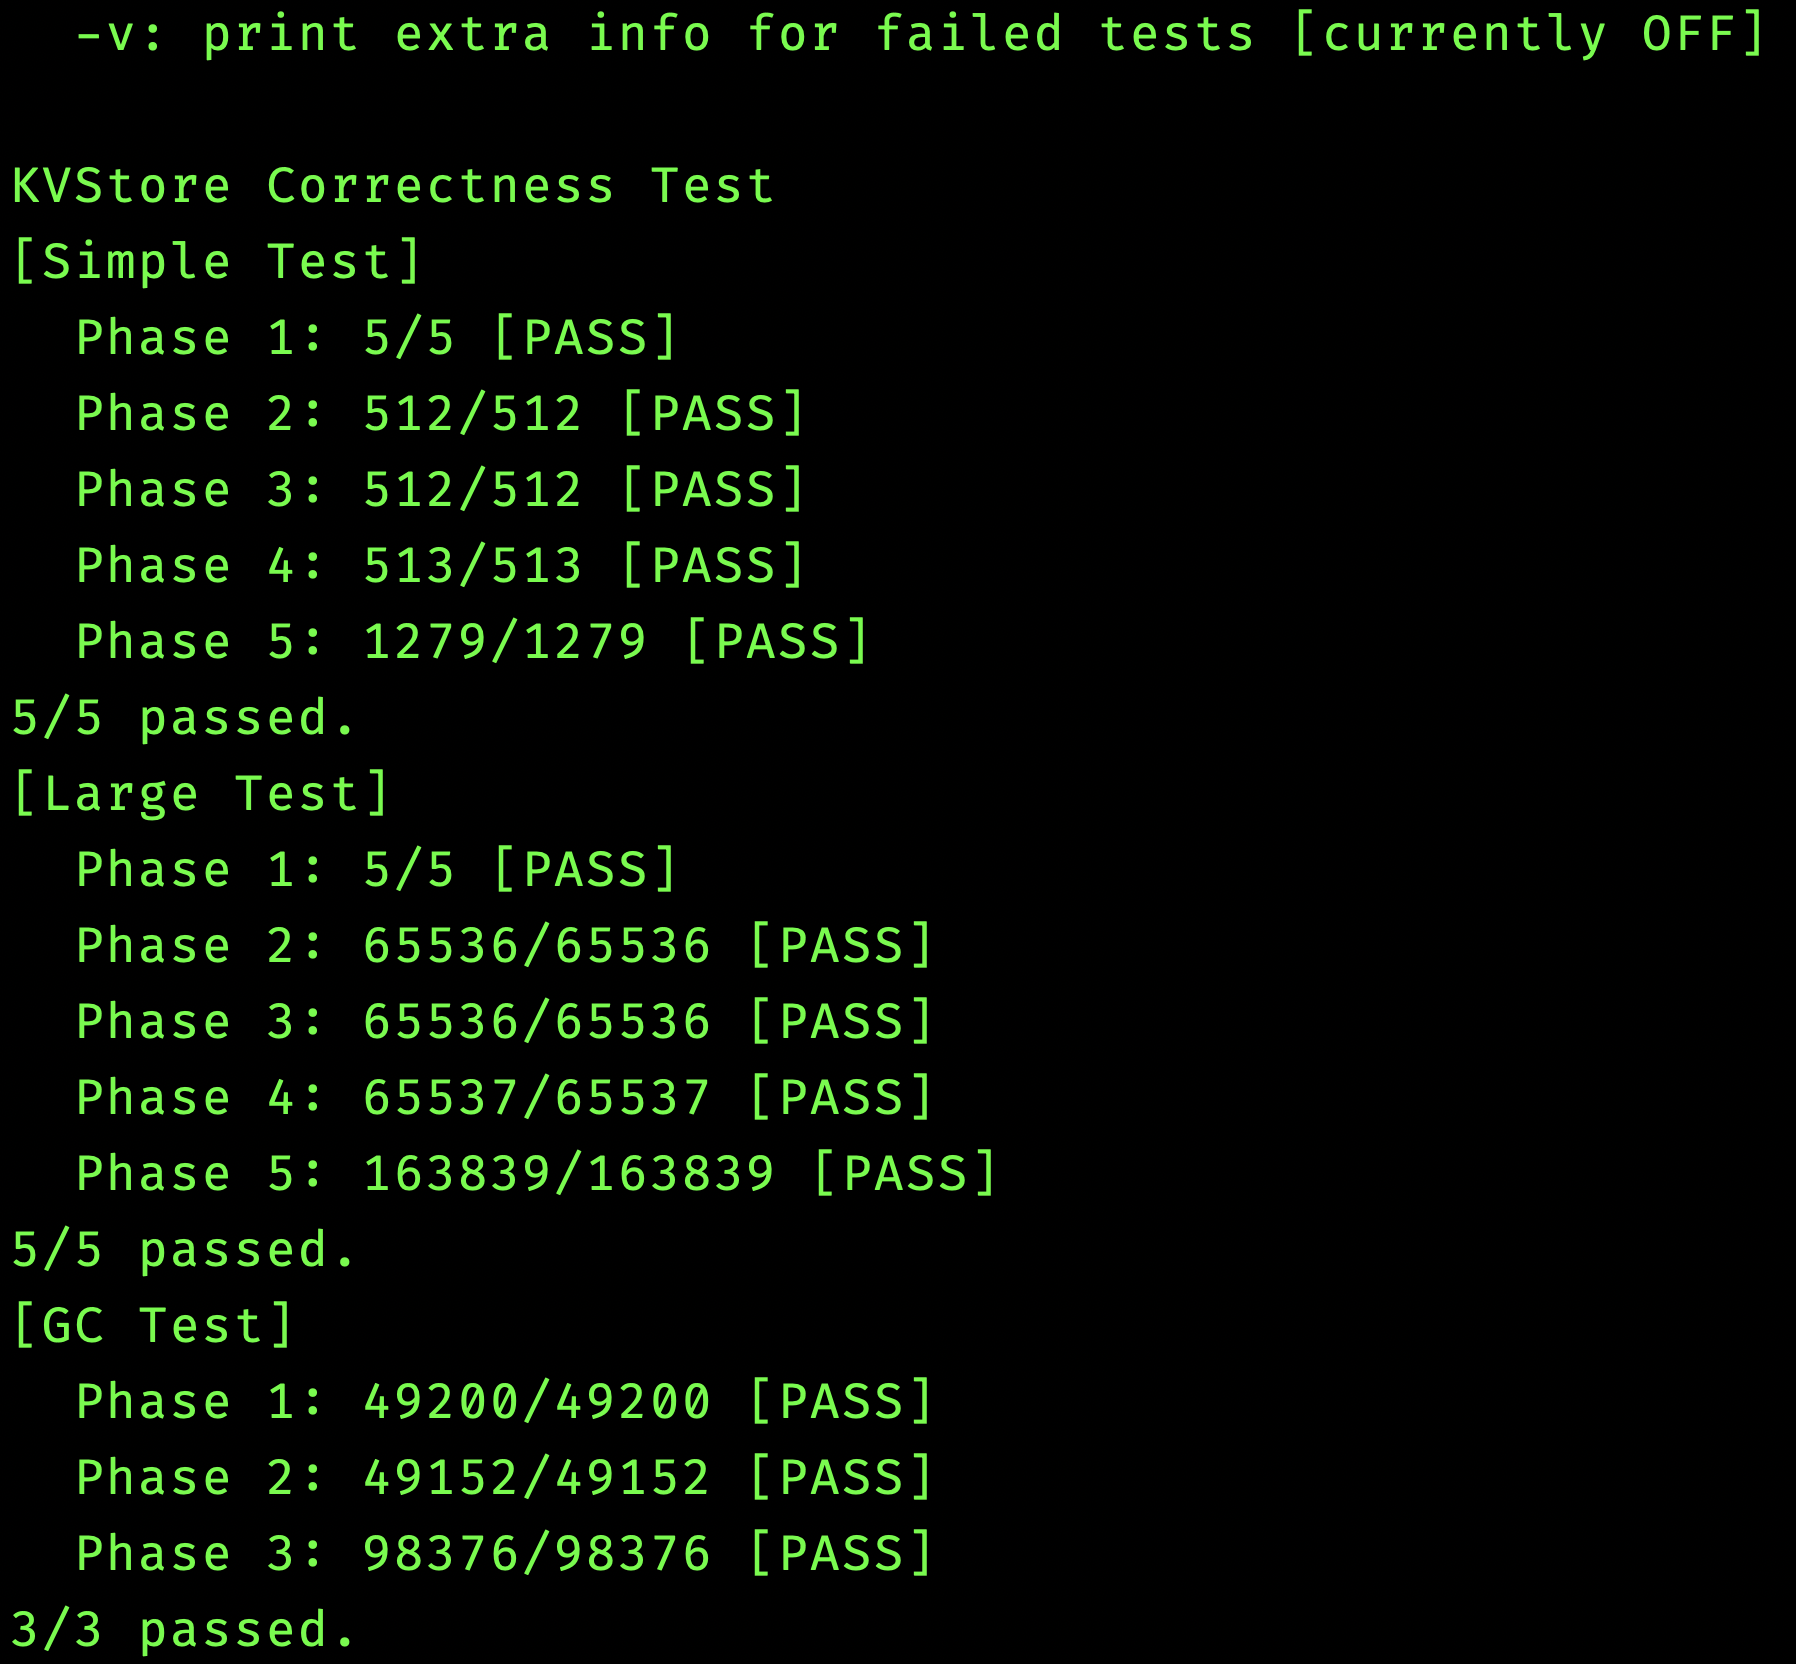 -v: print extra info for failed tests [currently OFF]
KVStore Correctness Test
[Simple Test]
Phase 1: 5/5 [PASS]
Phase 2: 512/512 [PASS]
Phase 3: 512/512 [PASS]
Phase 4: 513/513 [PASS]
Phase 5: 1279/1279 [PASS]
5/5 passed.
[Large Test]
Phase 1: 5/5 [PASS]
Phase 2: 65536/65536 [PASS]
Phase 3: 65536/65536 [PASS]
Phase 4: 65537/65537 [PASS]
Phase 5: 163839/163839 [PASS]
5/5 passed.
[GC Test]
Phase 1: 49200/49200 [PASS]
Phase 2: 49152/49152 [PASS]
Phase 3: 98376/98376 [PASS]
3/3 passed.